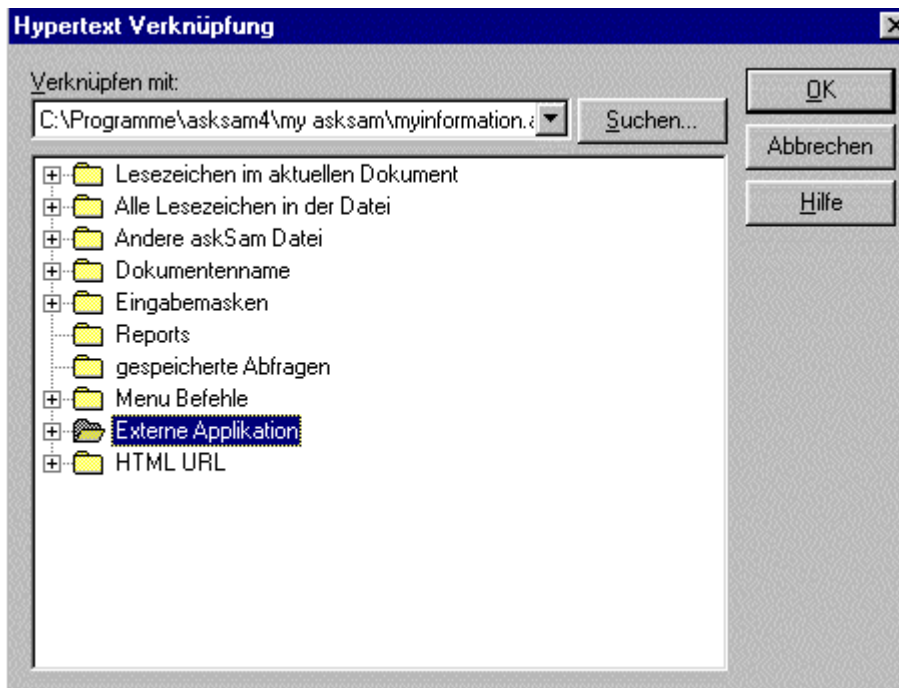 Hypertext Verknüpfung
Verknüpfen mit:
C:\Programme\asksam4\my asksam\myinformation.a
Suchen...
OK
Abbrechen
Hilfe
Lesezeichen im aktuellen Dokument
Alle Lesezeichen in der Datei
Andere askSam Datei
Dokumentenname
Eingabemasken
Reports
gespeicherte Abfragen
Menu Befehle
Externe Applikation
HTML URL